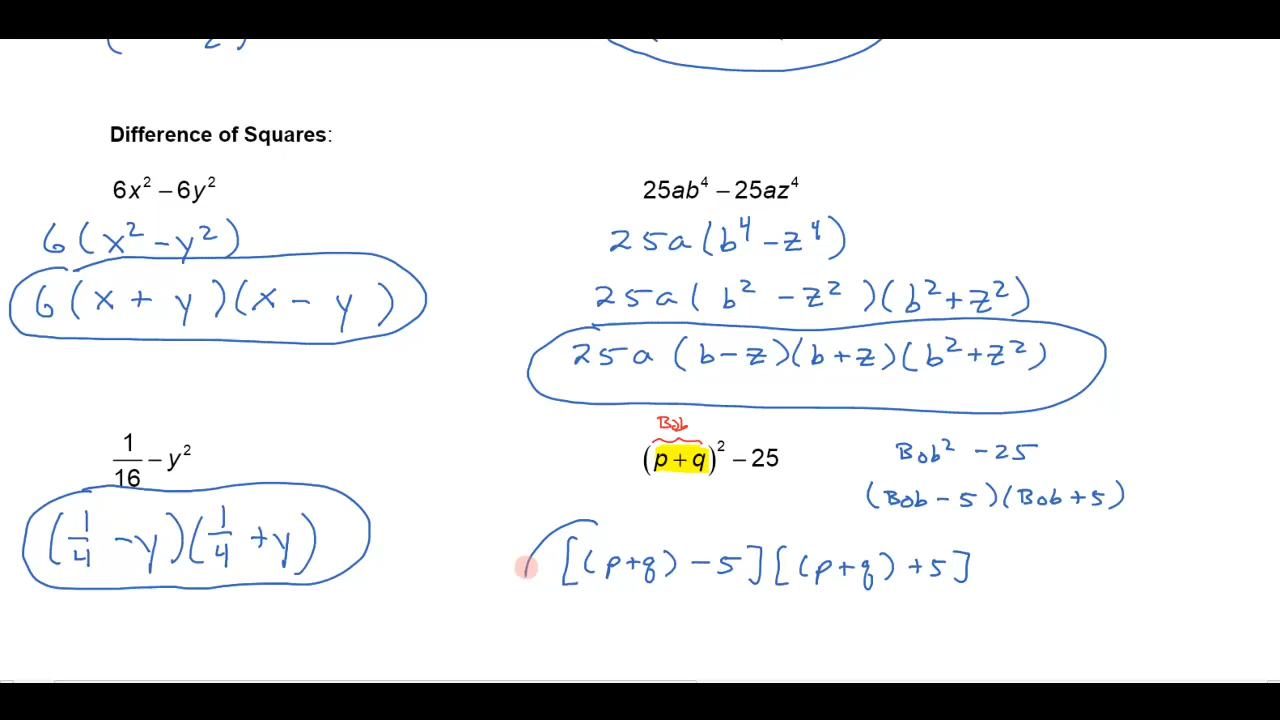 Difference of Squares:
6x² – 6y²
6(x² – y²)
6(x + y)(x – y)
25ab⁴ – 25az⁴
25a(b⁴ – z⁴)
25a(b² – z²)(b² + z²)
25a(b – z)(b + z)(b² + z²)
1/16 – y²
(1/4 – y)(1/4 + y)
Bob
(p + q)² – 25
Bob² – 25
(Bob – 5)(Bob + 5)
[(p+q) – 5][(p+q) + 5]